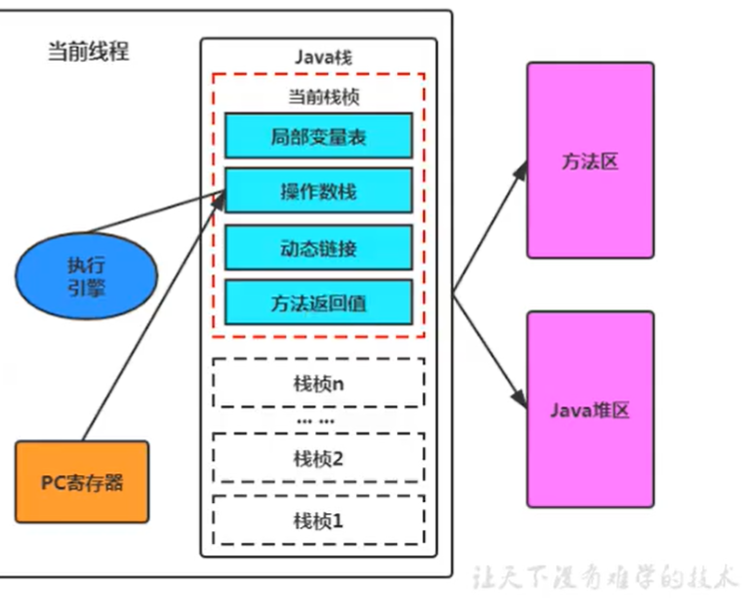 当前线程
Java栈
当前栈桢
局部变量表
操作数栈
动态链接
方法返回值
执行
引擎
栈桢n
... ...
栈桢2
栈桢1
PC寄存器
方法区
Java堆区
让天下没有难学的技术